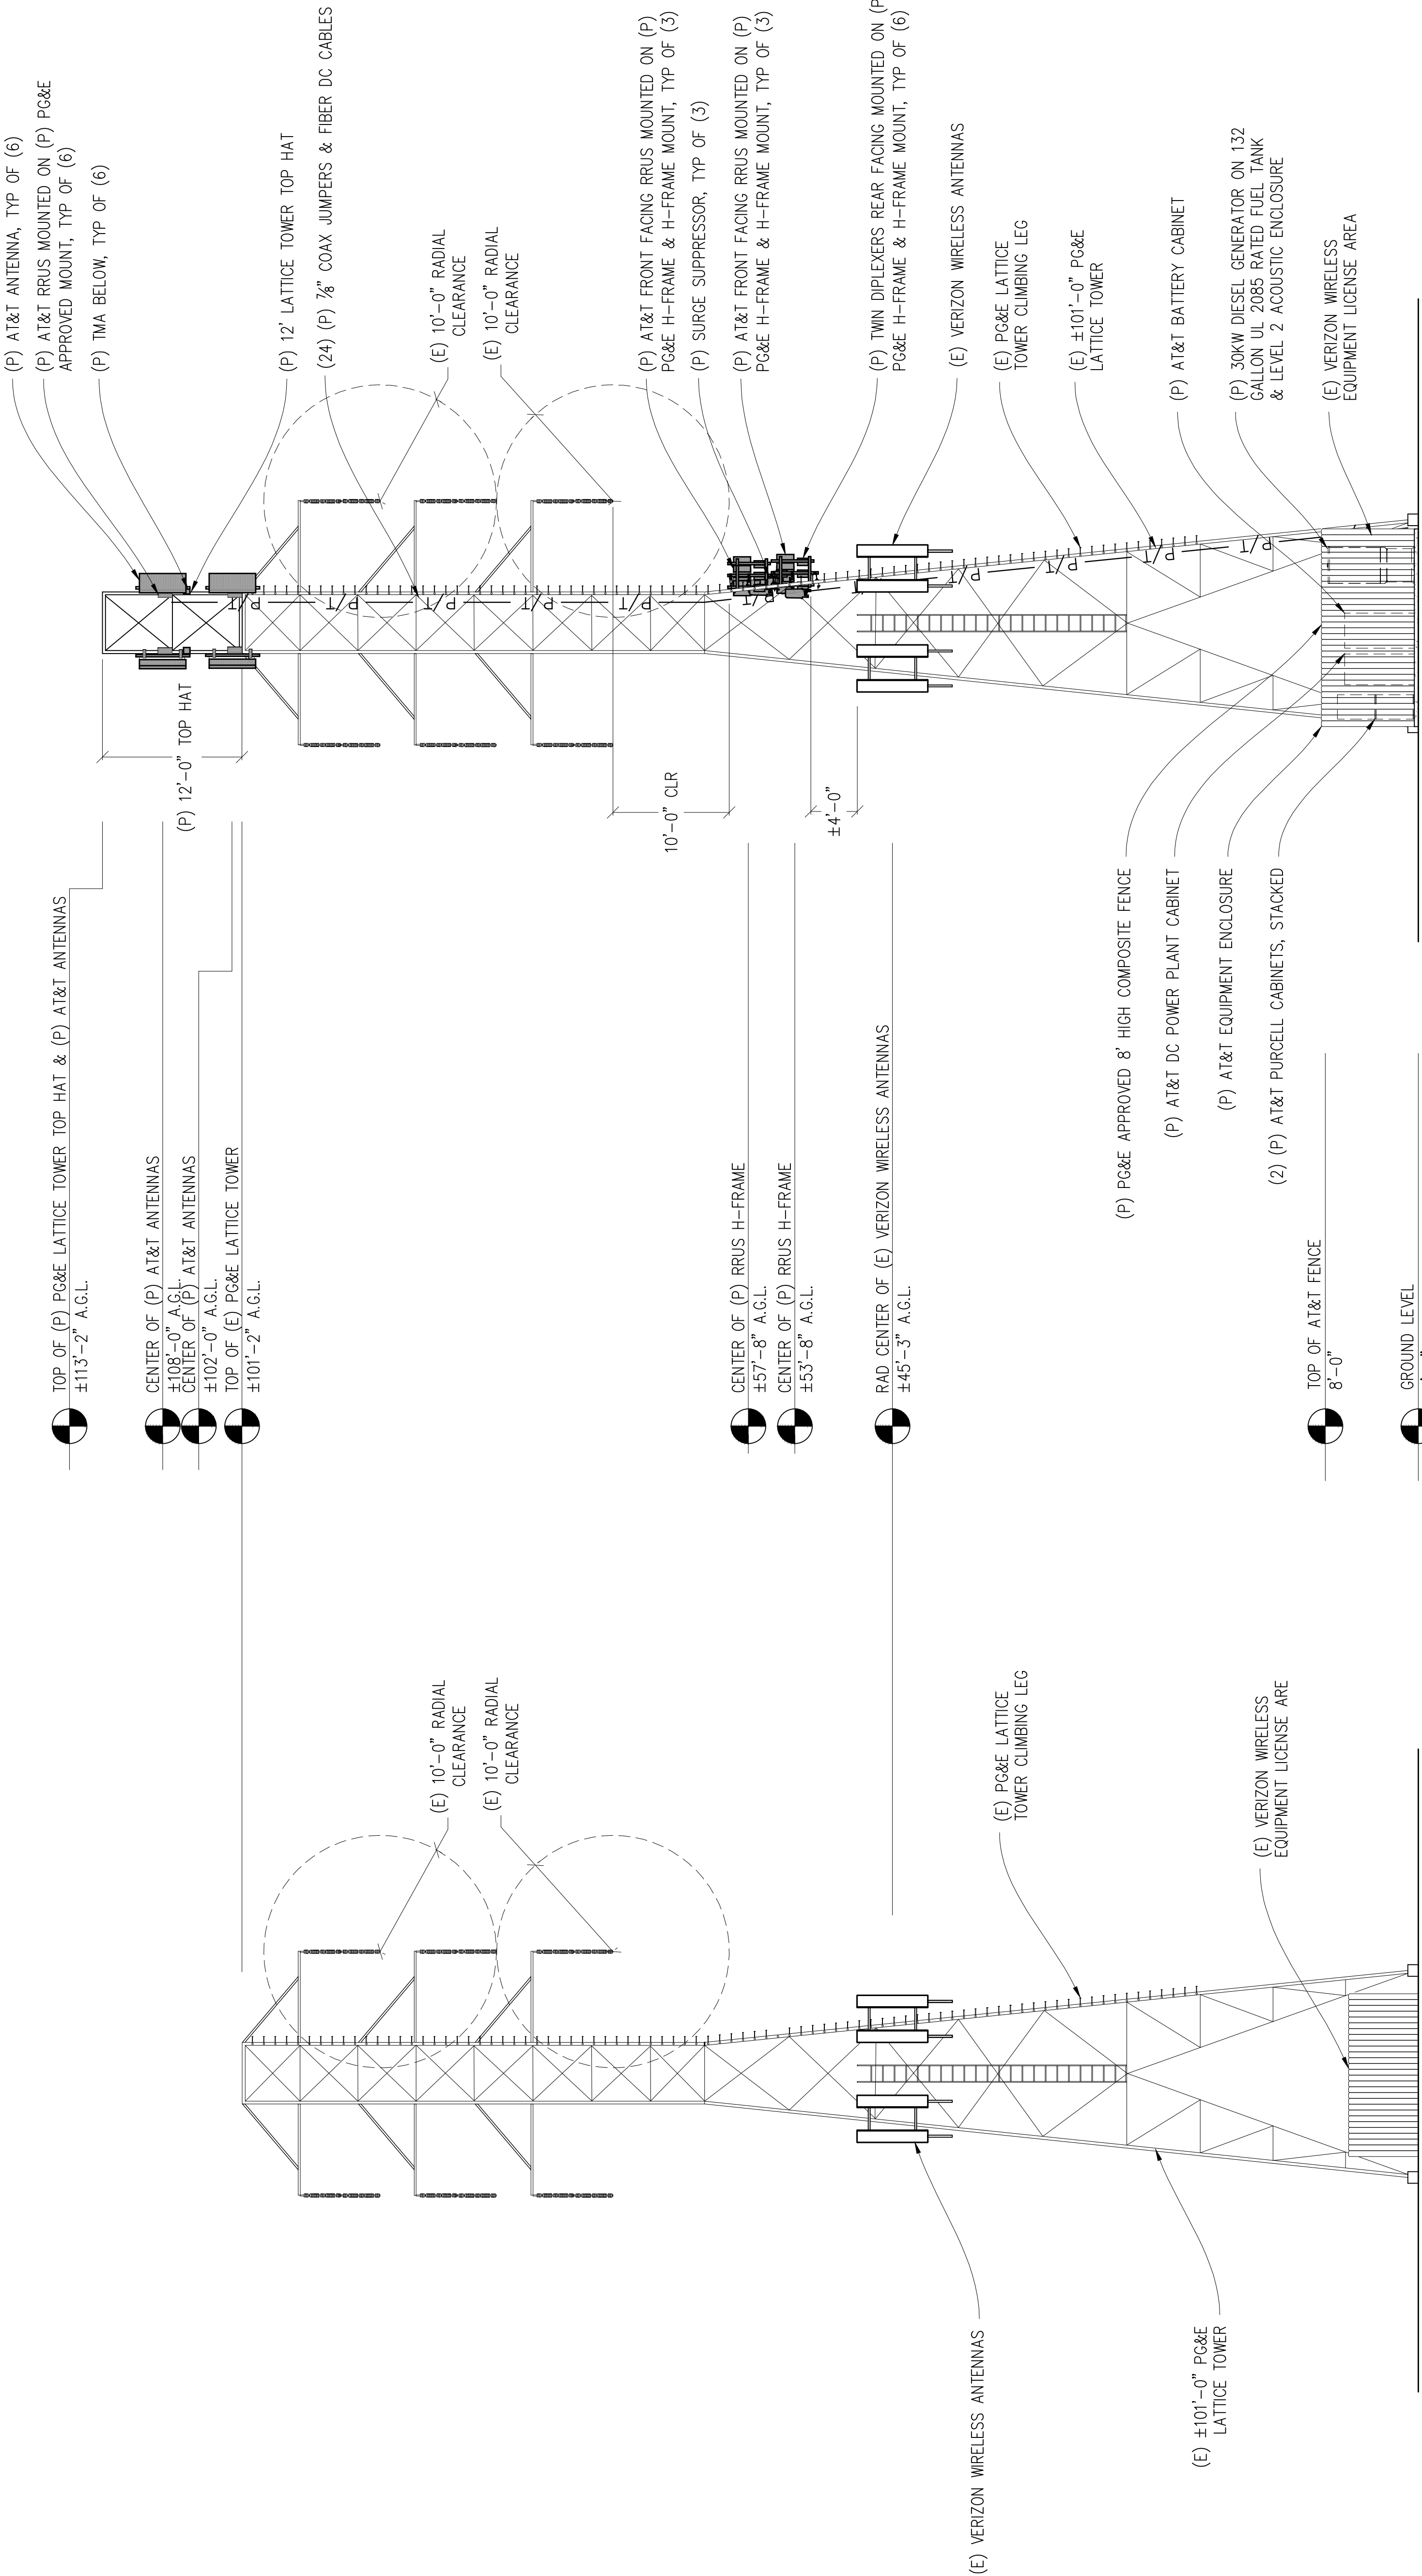 (P) AT&T ANTENNA, TYP OF (6)
(P) AT&T RRUS MOUNTED ON (P) PG&E
APPROVED MOUNT, TYP OF (6)
(P) TMA BELOW, TYP OF (6)
(P) 12' LATTICE TOWER TOP HAT
(24) (P) ⅞" COAX JUMPERS & FIBER DC CABLES
(E) 10'-0" RADIAL
CLEARANCE
(E) 10'-0" RADIAL
CLEARANCE
(P) AT&T FRONT FACING RRUS MOUNTED ON (P)
PG&E H-FRAME & H-FRAME MOUNT, TYP OF (3)
(P) SURGE SUPPRESSOR, TYP OF (3)
(P) AT&T FRONT FACING RRUS MOUNTED ON (P)
PG&E H-FRAME & H-FRAME MOUNT, TYP OF (3)
(P) TWIN DIPLEXERS REAR FACING MOUNTED ON (P
PG&E H-FRAME & H-FRAME MOUNT, TYP OF (6)
(E) VERIZON WIRELESS ANTENNAS
(E) PG&E LATTICE
TOWER CLIMBING LEG
(E) ±101'-0" PG&E
LATTICE TOWER
(P) AT&T BATTERY CABINET
(P) 30KW DIESEL GENERATOR ON 132
GALLON UL 2085 RATED FUEL TANK
& LEVEL 2 ACOUSTIC ENCLOSURE
(E) VERIZON WIRELESS
EQUIPMENT LICENSE AREA
P/T
P/T
P/T
P/T
P/T
P/T
P/T
P/T
P/T
(P) 12'-0" TOP HAT
10'-0" CLR
±4'-0"
(P) PG&E APPROVED 8' HIGH COMPOSITE FENCE
(P) AT&T DC POWER PLANT CABINET
(P) AT&T EQUIPMENT ENCLOSURE
(2) (P) AT&T PURCELL CABINETS, STACKED
TOP OF (P) PG&E LATTICE TOWER TOP HAT & (P) AT&T ANTENNAS
±113'-2" A.G.L.
CENTER OF (P) AT&T ANTENNAS
±108'-0" A.G.L.
CENTER OF (P) AT&T ANTENNAS
±102'-0" A.G.L.
TOP OF (E) PG&E LATTICE TOWER
±101'-2" A.G.L.
CENTER OF (P) RRUS H-FRAME
±57'-8" A.G.L.
CENTER OF (P) RRUS H-FRAME
±53'-8" A.G.L.
RAD CENTER OF (E) VERIZON WIRELESS ANTENNAS
±45'-3" A.G.L.
TOP OF AT&T FENCE
8'-0"
GROUND LEVEL
(E) 10'-0" RADIAL
CLEARANCE
(E) 10'-0" RADIAL
CLEARANCE
(E) PG&E LATTICE
TOWER CLIMBING LEG
(E) VERIZON WIRELESS
EQUIPMENT LICENSE ARE
(E) VERIZON WIRELESS ANTENNAS
(E) ±101'-0" PG&E
LATTICE TOWER